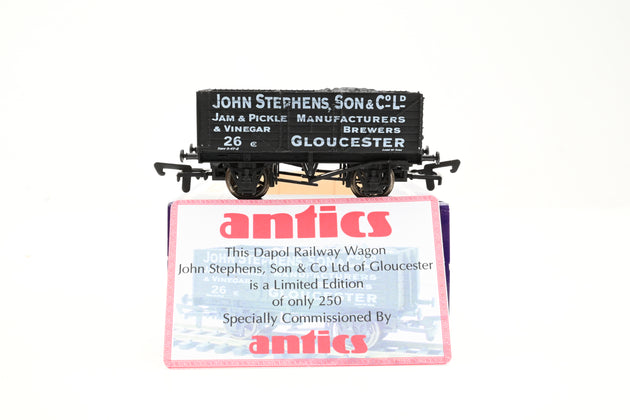 JOHN STEPHENS, SON & CO LD
JAM & PICKLE MANUFACTURERS
& VINEGAR BREWERS
26 GLOUCESTER
antics
This Dapol Railway Wagon
John Stephens, Son & Co Ltd of Gloucester
is a Limited Edition
of only 250
Specially Commissioned By
antics